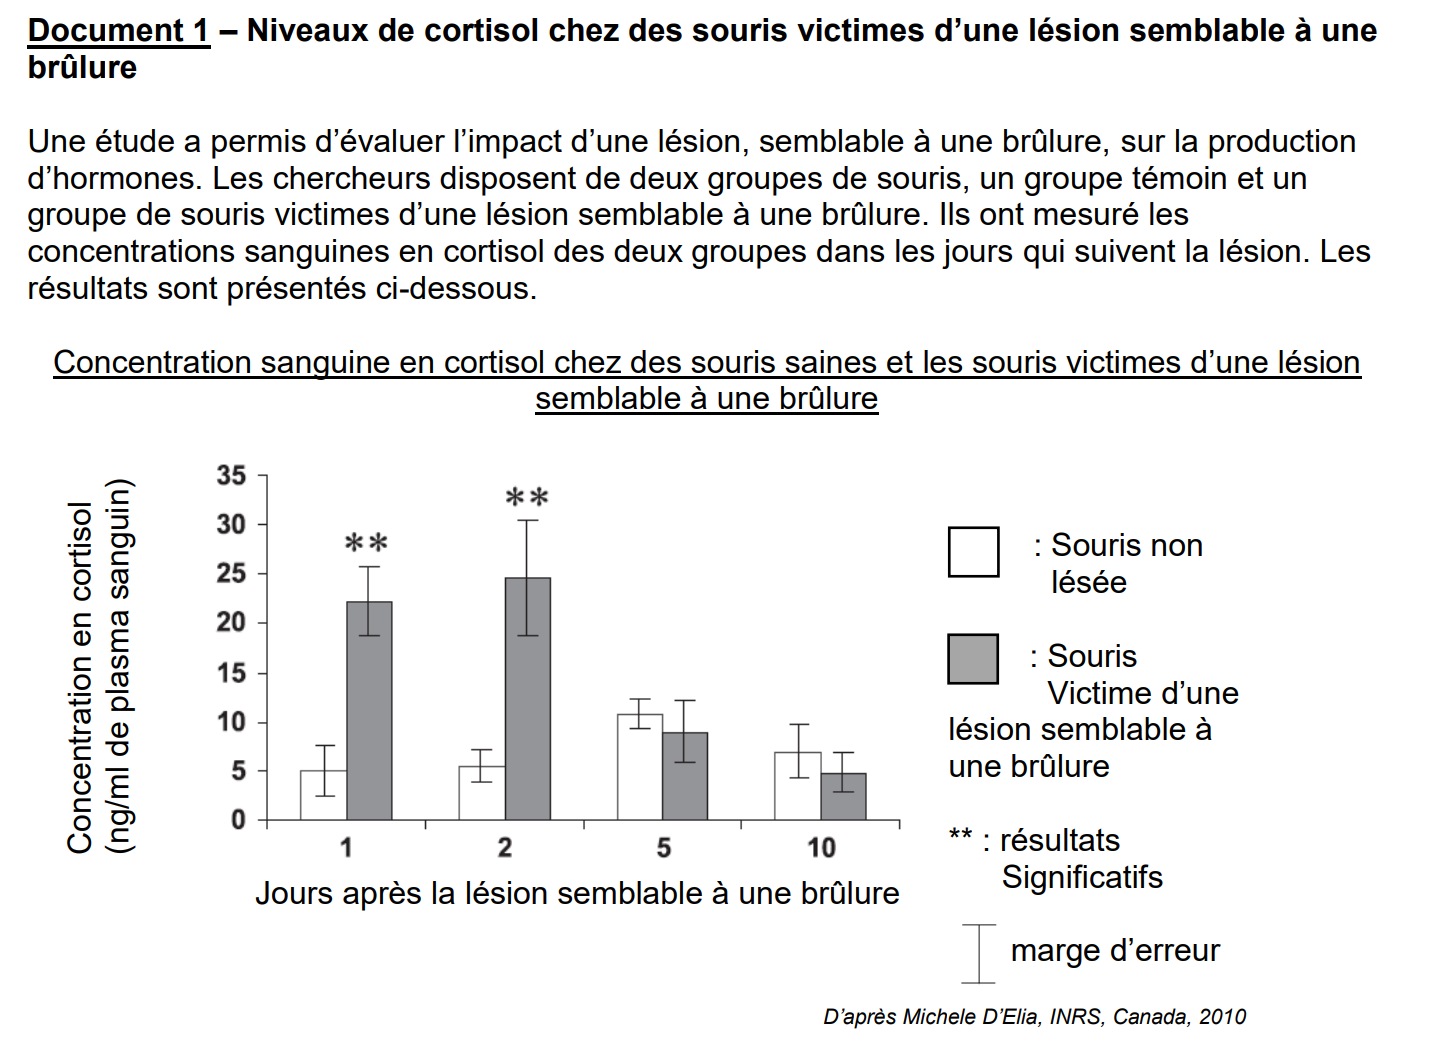 Document 1 – Niveaux de cortisol chez des souris victimes d’une lésion semblable à une
brûlure
Une étude a permis d’évaluer l’impact d’une lésion, semblable à une brûlure, sur la production
d’hormones. Les chercheurs disposent de deux groupes de souris, un groupe témoin et un
groupe de souris victimes d’une lésion semblable à une brûlure. Ils ont mesuré les
concentrations sanguines en cortisol des deux groupes dans les jours qui suivent la lésion. Les
résultats sont présentés ci-dessous.
Concentration sanguine en cortisol chez des souris saines et les souris victimes d’une lésion
semblable à une brûlure
Concentration en cortisol
(ng/ml de plasma sanguin)
35
30
25
20
15
10
5
0
**
**
1 2 5 10
Jours après la lésion semblable à une brûlure
: Souris non
lésée
: Souris
Victime d’une
lésion semblable à
une brûlure
** : résultats
Significatifs
marge d’erreur
D’après Michele D’Elia, INRS, Canada, 2010